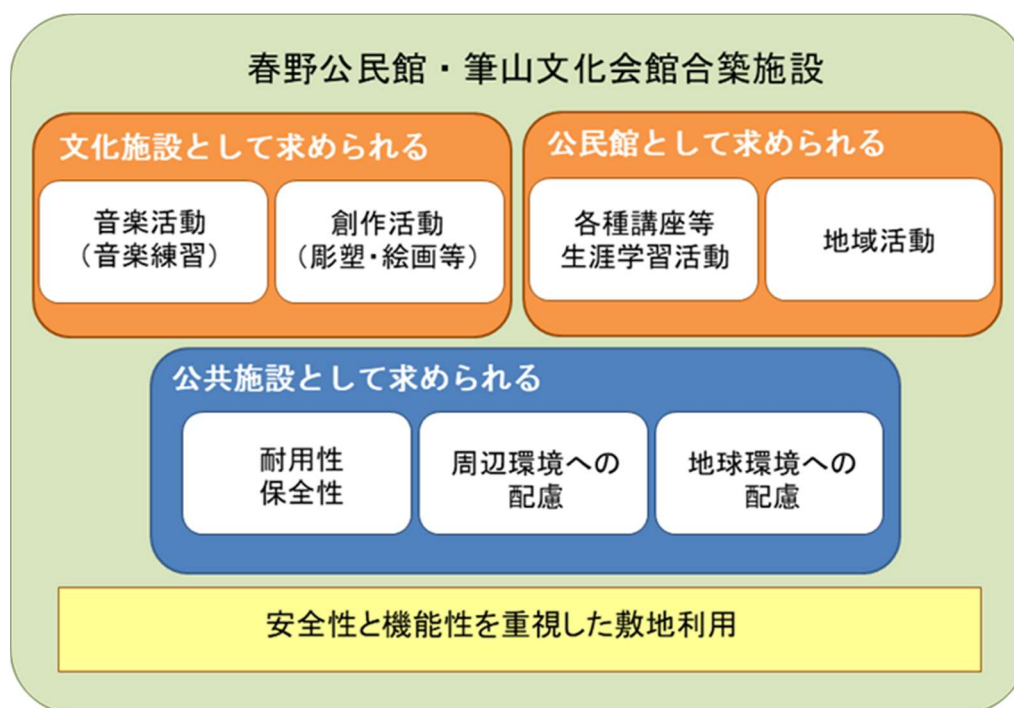 春野公民館・筆山文化会館合築施設
文化施設として求められる
音楽活動
（音楽練習）
創作活動
（彫塑・絵画等）
公民館として求められる
各種講座等
生涯学習活動
地域活動
公共施設として求められる
耐用性
保全性
周辺環境への
配慮
地球環境への
配慮
安全性と機能性を重視した敷地利用